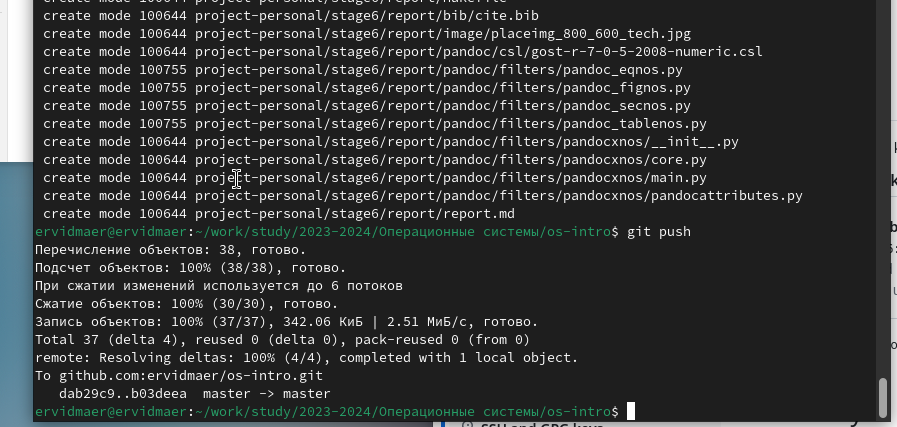 create mode 100644 project-personal/stage6/report/bib/cite.bib
create mode 100644 project-personal/stage6/report/image/placeimg_800_600_tech.jpg
create mode 100644 project-personal/stage6/report/pandoc/csl/gost-r-7-0-5-2008-numeric.csl
create mode 100755 project-personal/stage6/report/pandoc/filters/pandoc_eqnos.py
create mode 100755 project-personal/stage6/report/pandoc/filters/pandoc_fignos.py
create mode 100755 project-personal/stage6/report/pandoc/filters/pandoc_secnos.py
create mode 100755 project-personal/stage6/report/pandoc/filters/pandoc_tablenos.py
create mode 100644 project-personal/stage6/report/pandoc/filters/pandocxnos/__init__.py
create mode 100644 project-personal/stage6/report/pandoc/filters/pandocxnos/core.py
create mode 100644 project-personal/stage6/report/pandoc/filters/pandocxnos/main.py
create mode 100644 project-personal/stage6/report/pandoc/filters/pandocxnos/pandocattributes.py
create mode 100644 project-personal/stage6/report/report.md
ervidmaer@ervidmaer:~/work/study/2023-2024/Операционные системы/os-intro$ git push
Перечисление объектов: 38, готово.
Подсчет объектов: 100% (38/38), готово.
При сжатии изменений используется до 6 потоков
Сжатие объектов: 100% (30/30), готово.
Запись объектов: 100% (37/37), 342.06 КиБ | 2.51 МиБ/с, готово.
Total 37 (delta 4), reused 0 (delta 0), pack-reused 0 (from 0)
remote: Resolving deltas: 100% (4/4), completed with 1 local object.
To github.com:ervidmaer/os-intro.git
dab29c9..b03deea  master -> master
ervidmaer@ervidmaer:~/work/study/2023-2024/Операционные системы/os-intro$